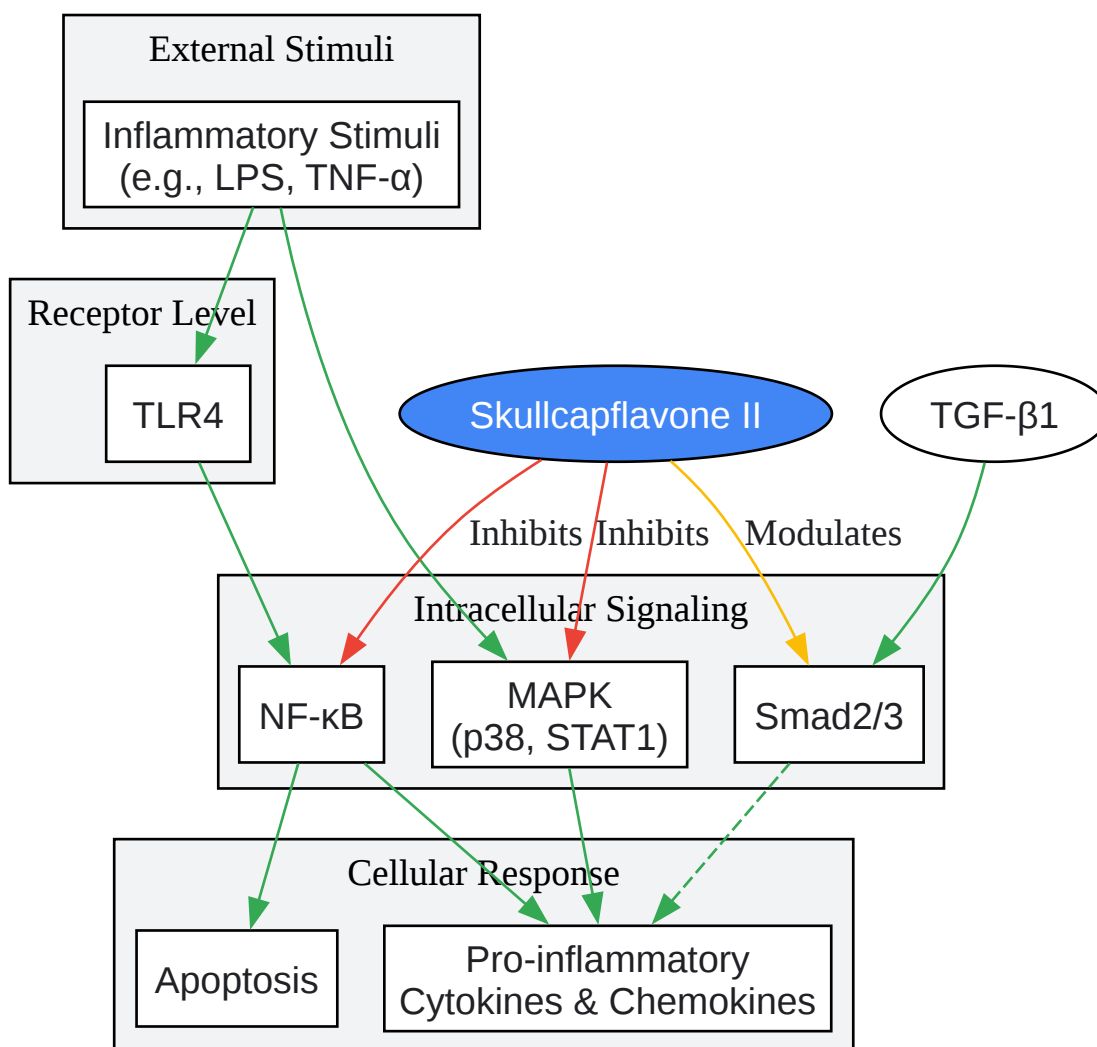 External Stimuli
Inflammatory Stimuli
(e.g., LPS, TNF-α)
Receptor Level
TLR4
Skullcapflavone II
TGF-β1
Inhibits
Inhibits
Modulates
Intracellular Signaling
NF-κB
MAPK
(p38, STAT1)
Smad2/3
Cellular Response
Apoptosis
Pro-inflammatory
Cytokines & Chemokines